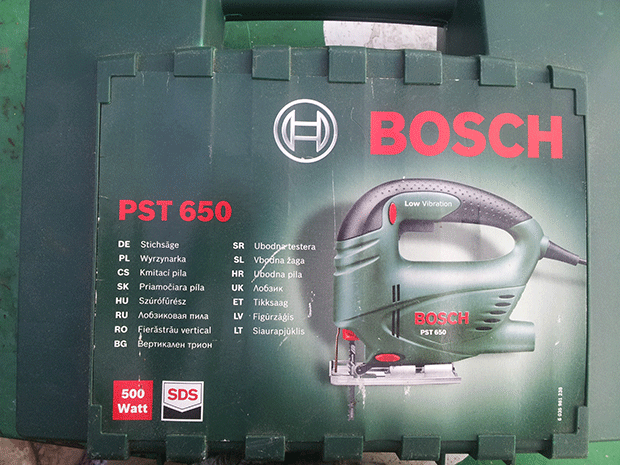 BOSCH
Low Vibration
PST 650
DE Stichsäge
PL Wyrzynarka
CS Kmitací pila
SK Priamočiara píla
HU Szúrófűrész
RU Лобзиковая пила
RO Fierăstrău vertical
BG Вертикален трион
SR Ubodna testera
SL Vbodna žaga
HR Ubodna pila
UK Лобзик
ET Tikksaag
LV Figūrzāģis
LT Siaurapjūklis
BOSCH
PST 650
500
Watt
SDS